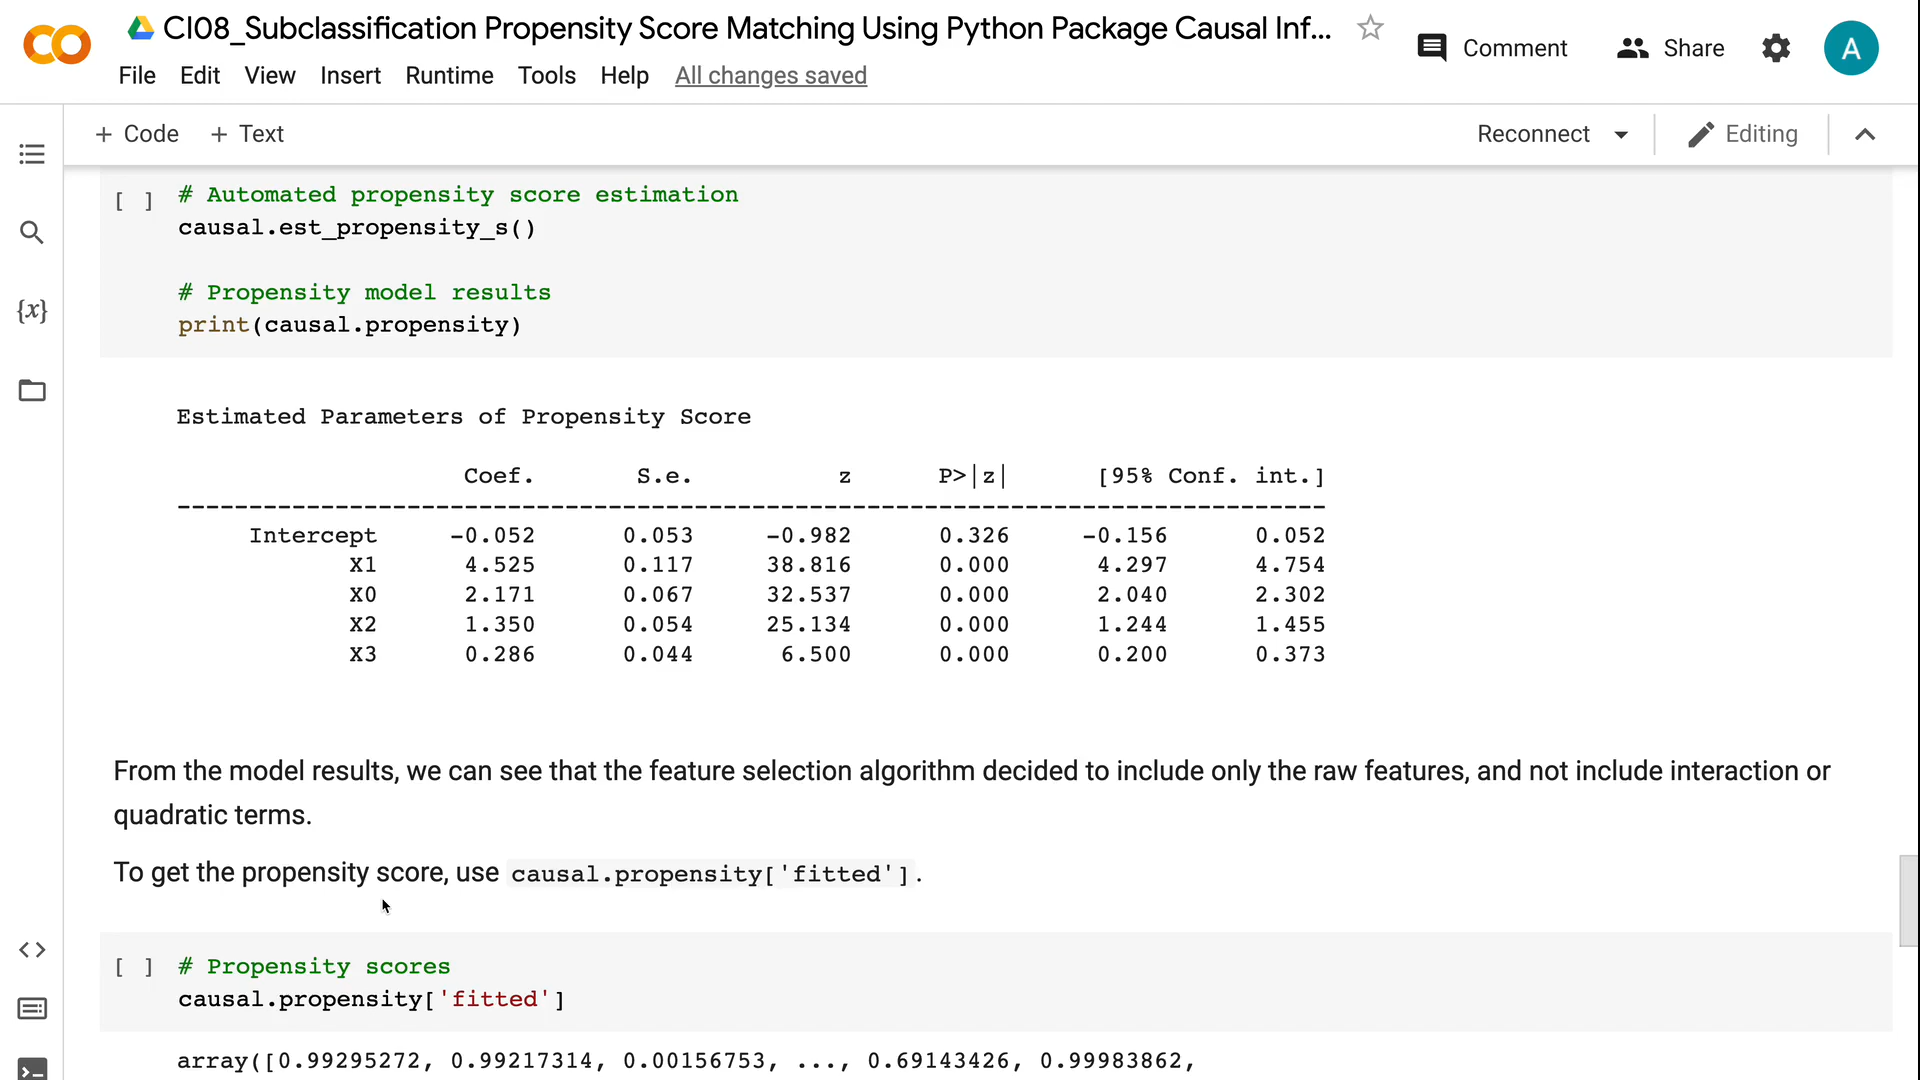 CI08_Subclassification Propensity Score Matching Using Python Package Causal Inf...
Comment
Share
A
File Edit View Insert Runtime Tools Help All changes saved
+ Code + Text
Reconnect
Editing
[ ] # Automated propensity score estimation
causal.est_propensity_s()
# Propensity model results
print(causal.propensity)
{x}
Estimated Parameters of Propensity Score
Coef. S.e. z P>|z| [95% Conf. int.]
--------------------------------------------------------------------------------
Intercept -0.052 0.053 -0.982 0.326 -0.156 0.052
X1 4.525 0.117 38.816 0.000 4.297 4.754
X0 2.171 0.067 32.537 0.000 2.040 2.302
X2 1.350 0.054 25.134 0.000 1.244 1.455
X3 0.286 0.044 6.500 0.000 0.200 0.373
From the model results, we can see that the feature selection algorithm decided to include only the raw features, and not include interaction or
quadratic terms.
To get the propensity score, use causal.propensity['fitted'].
[ ] # Propensity scores
causal.propensity['fitted']
array([0.99295272, 0.99217314, 0.00156753, ..., 0.69143426, 0.99983862,